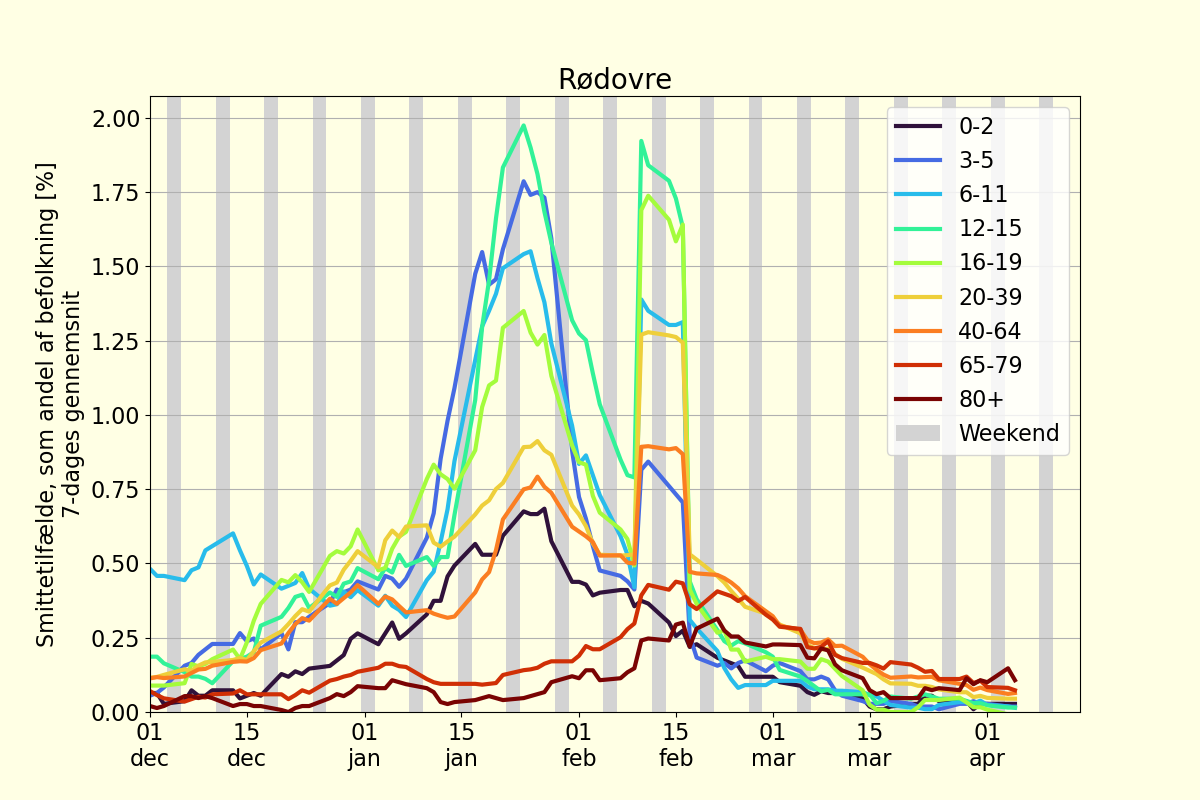 Rødovre
Smittetilfælde, som andel af befolkning [%]
7-dages gennemsnit
2.00
1.75
1.50
1.25
1.00
0.75
0.50
0.25
0.00
01 dec
15 dec
01 jan
15 jan
01 feb
15 feb
01 mar
15 mar
01 apr
0-2
3-5
6-11
12-15
16-19
20-39
40-64
65-79
80+
Weekend